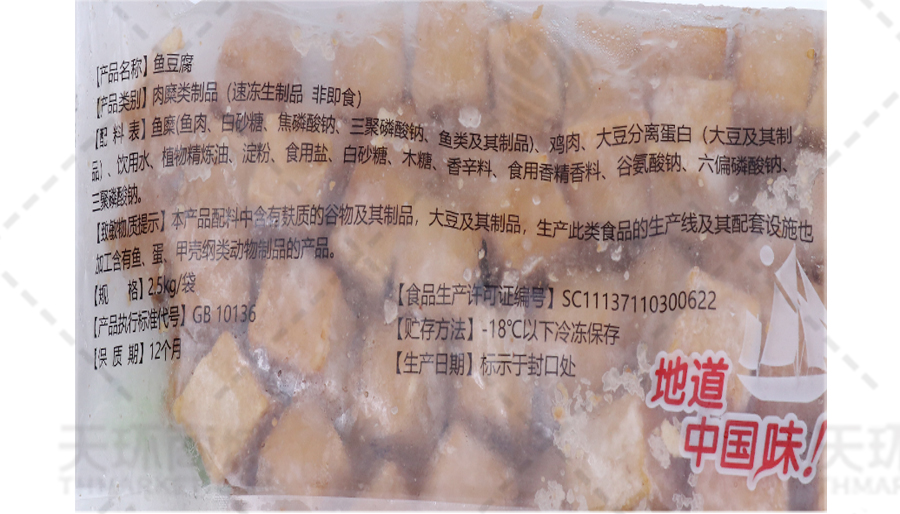 【产品名称】鱼豆腐
【产品类别】肉糜类制品（速冻生制品 非即食）
【配 料 表】鱼糜(鱼肉、白砂糖、焦磷酸钠、三聚磷酸钠、鱼类及其制品)、鸡肉、大豆分离蛋白（大豆及其制
品）、饮用水、植物精炼油、淀粉、食用盐、白砂糖、木糖、香辛料、食用香精香料、谷氨酸钠、六偏磷酸钠、
三聚磷酸钠。
【致敏物质提示】本产品配料中含有麸质的谷物及其制品，大豆及其制品，生产此类食品的生产线及其配套设施也
加工含有鱼、蛋、甲壳纲类动物制品的产品。
【规 格】2.5kg/袋
【产品执行标准代号】GB 10136
【保 质 期】12个月
【食品生产许可证编号】SC11137110300622
【贮存方法】-18℃以下冷冻保存
【生产日期】标示于封口处
地道
中国味!
天环
THMARKE
天环
THMAR